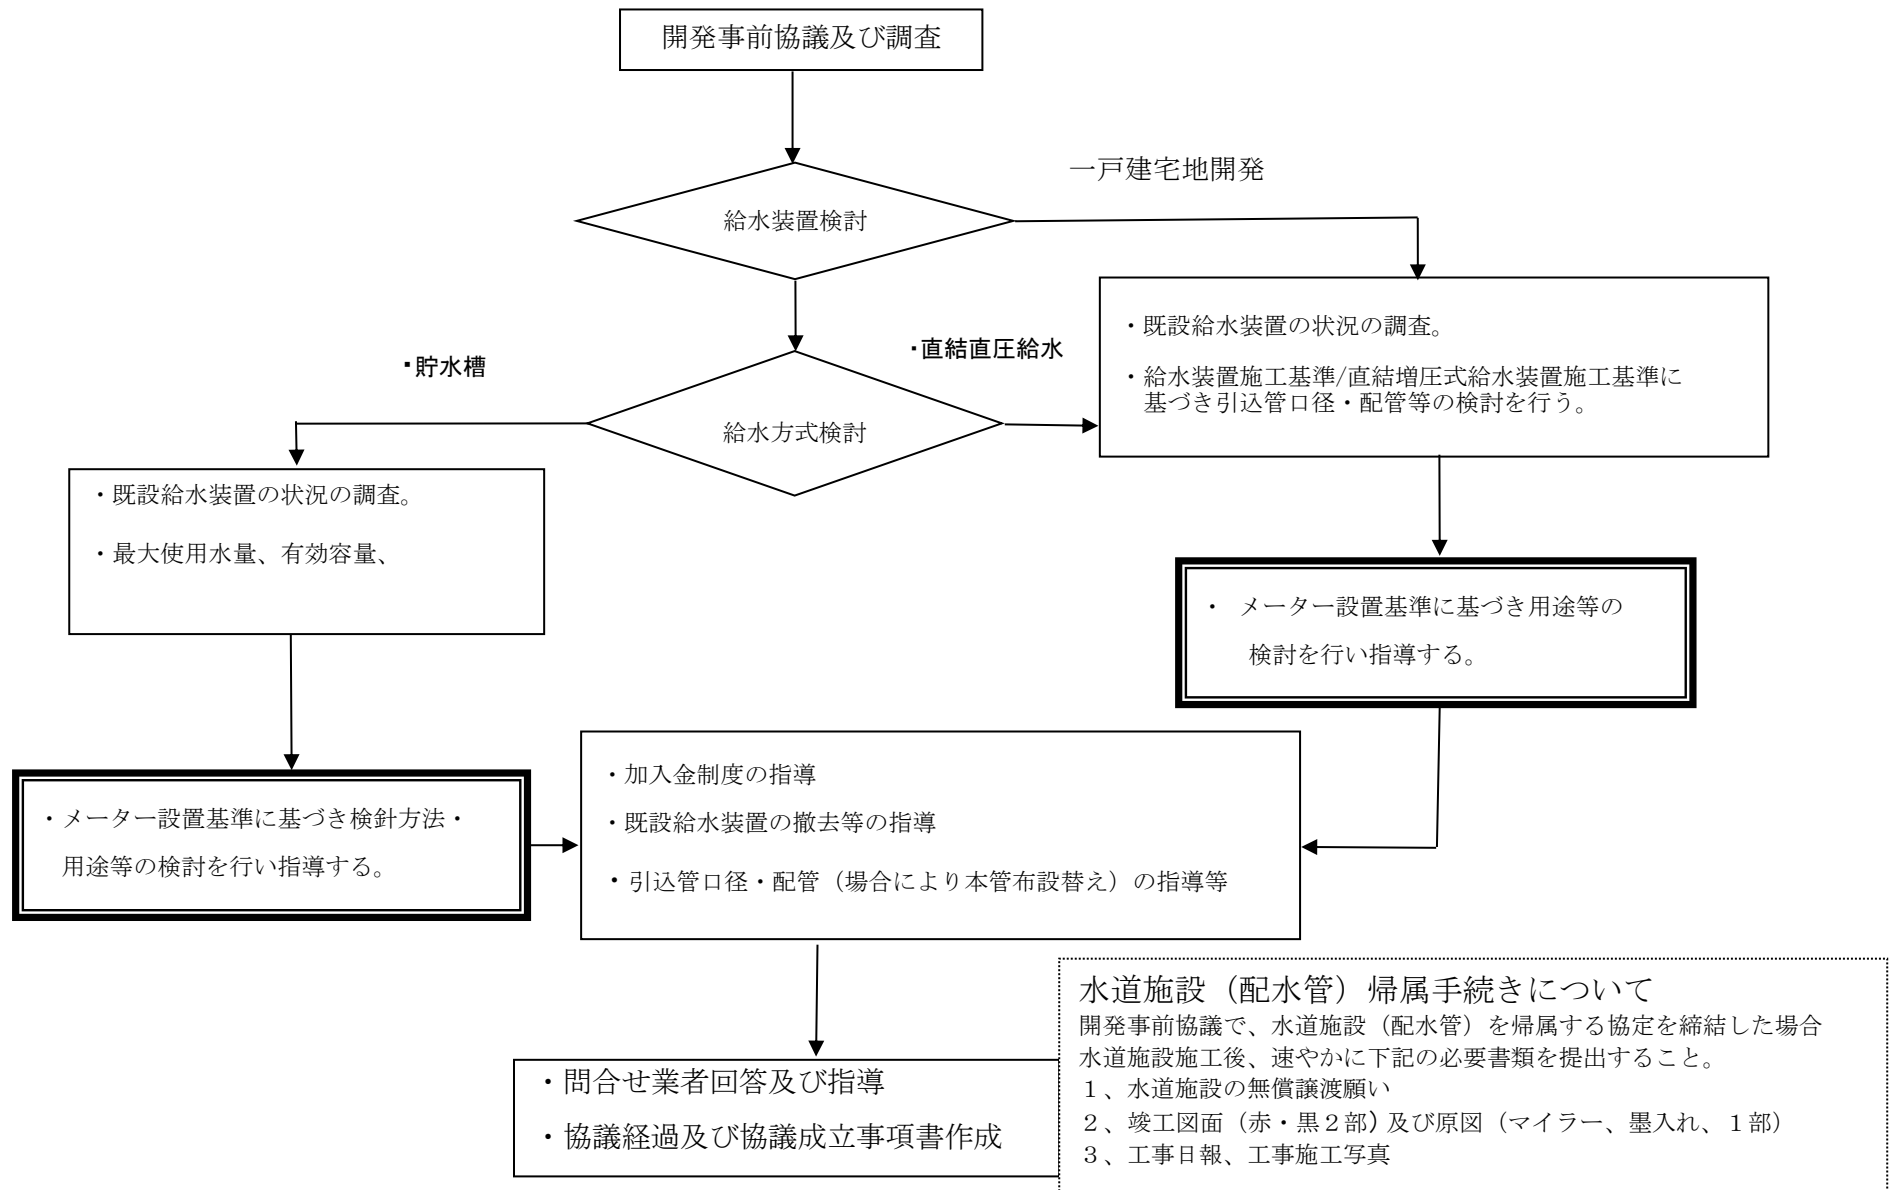 開発事前協議及び調査
一戸建宅地開発
給水装置検討
・既設給水装置の状況の調査。
・給水装置施工基準/直結増圧式給水装置施工基準に
基づき引込管口径・配管等の検討を行う。
・直結直圧給水
・貯水槽
給水方式検討
・既設給水装置の状況の調査。
・最大使用水量、有効容量、
・　メーター設置基準に基づき用途等の
検討を行い指導する。
・メーター設置基準に基づき検針方法・
用途等の検討を行い指導する。
・加入金制度の指導
・既設給水装置の撤去等の指導
・引込管口径・配管（場合により本管布設替え）の指導等
・問合せ業者回答及び指導
・協議経過及び協議成立事項書作成
水道施設（配水管）帰属手続きについて
開発事前協議で、水道施設（配水管）を帰属する協定を締結した場合
水道施設施工後、速やかに下記の必要書類を提出すること。
１、水道施設の無償譲渡願い
２、竣工図面（赤・黒２部）及び原図（マイラー、墨入れ、１部）
３、工事日報、工事施工写真